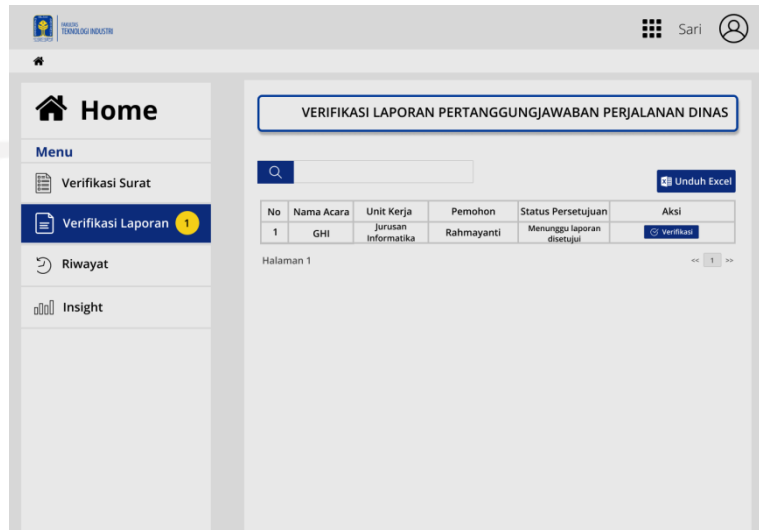 FAKULTAS
TEKNOLOGI INDUSTRI
Sari
Home
Menu
Verifikasi Surat
Verifikasi Laporan 1
Riwayat
Insight
VERIFIKASI LAPORAN PERTANGGUNGJAWABAN PERJALANAN DINAS
Unduh Excel
No Nama Acara Unit Kerja Pemohon Status Persetujuan Aksi
1 GHI Jurusan Informatika Rahmayanti Menunggu laporan disetujui Verifikasi
Halaman 1 << 1 >>